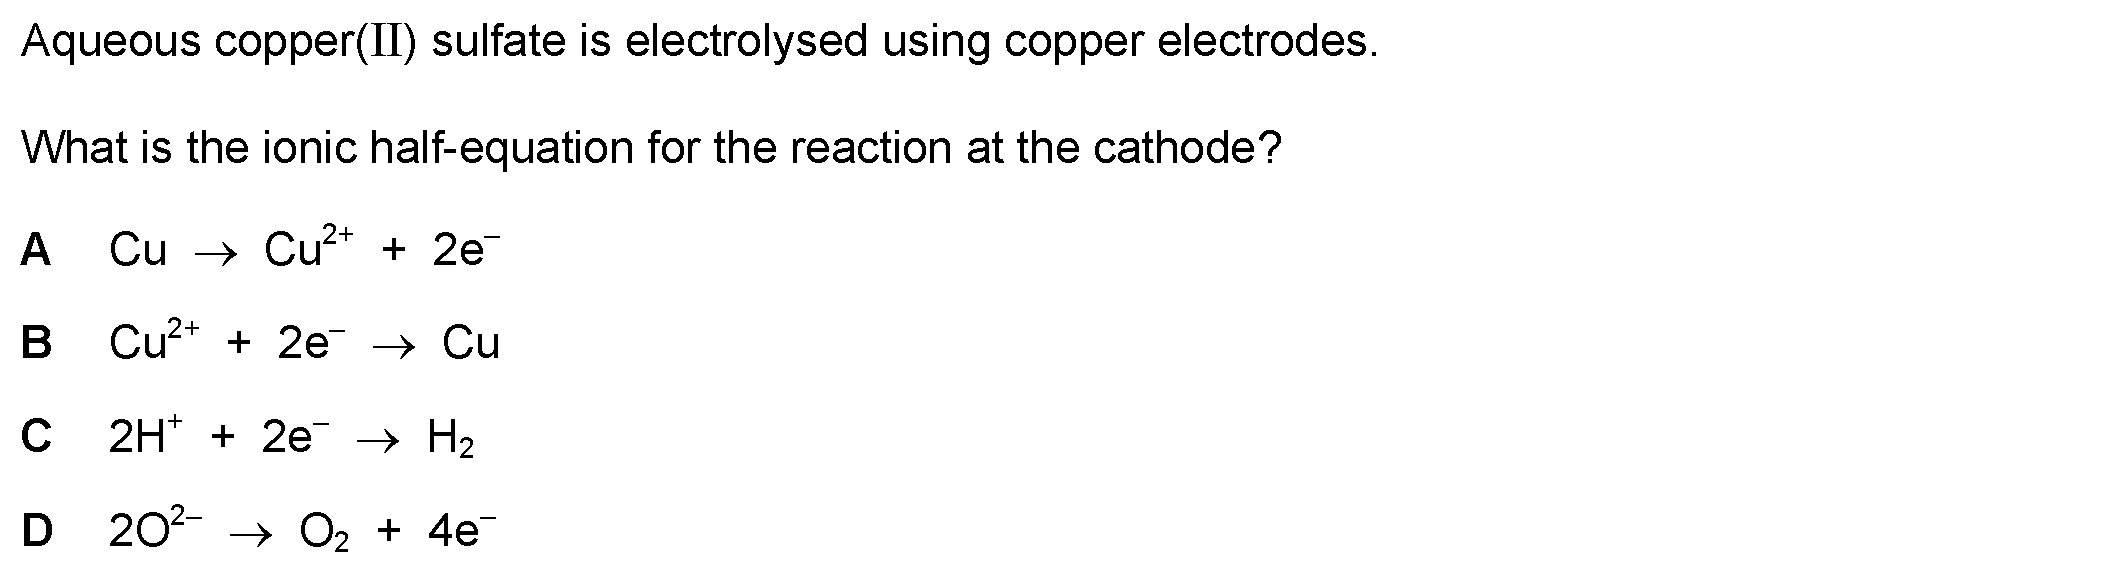 Aqueous copper(II) sulfate is electrolysed using copper electrodes.
What is the ionic half-equation for the reaction at the cathode?
A Cu → Cu²⁺ + 2e⁻
B Cu²⁺ + 2e⁻ → Cu
C 2H⁺ + 2e⁻ → H₂
D 2O²⁻ → O₂ + 4e⁻